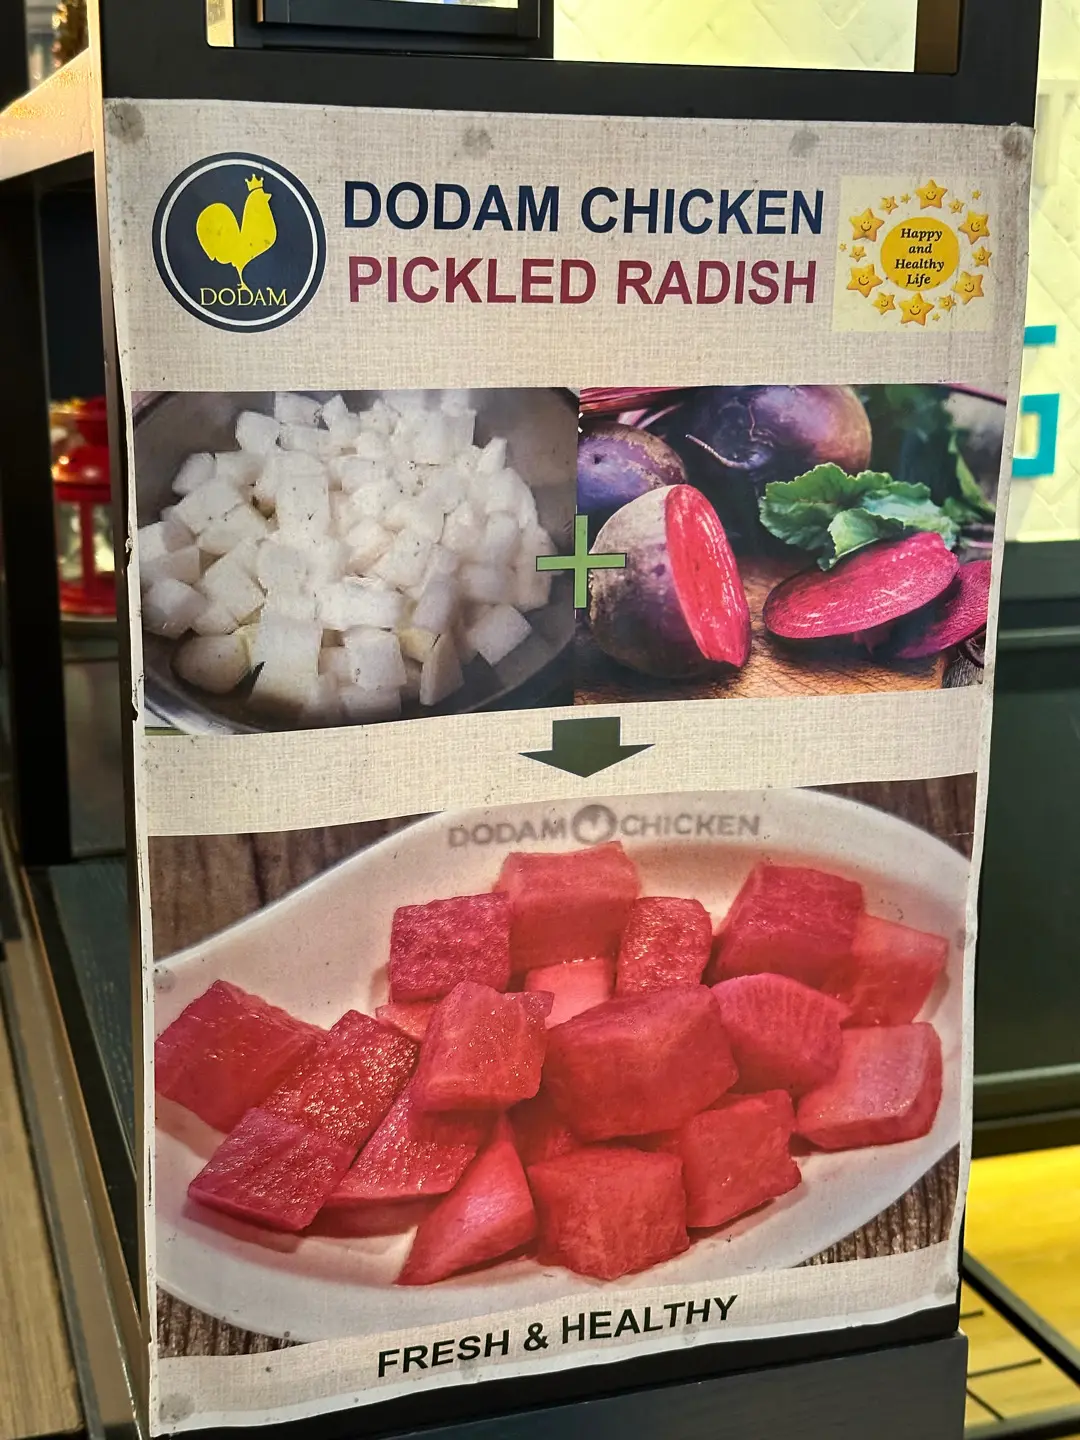 DODAM
DODAM CHICKEN
PICKLED RADISH
Happy
and
Healthy
Life
DODAM CHICKEN
FRESH & HEALTHY